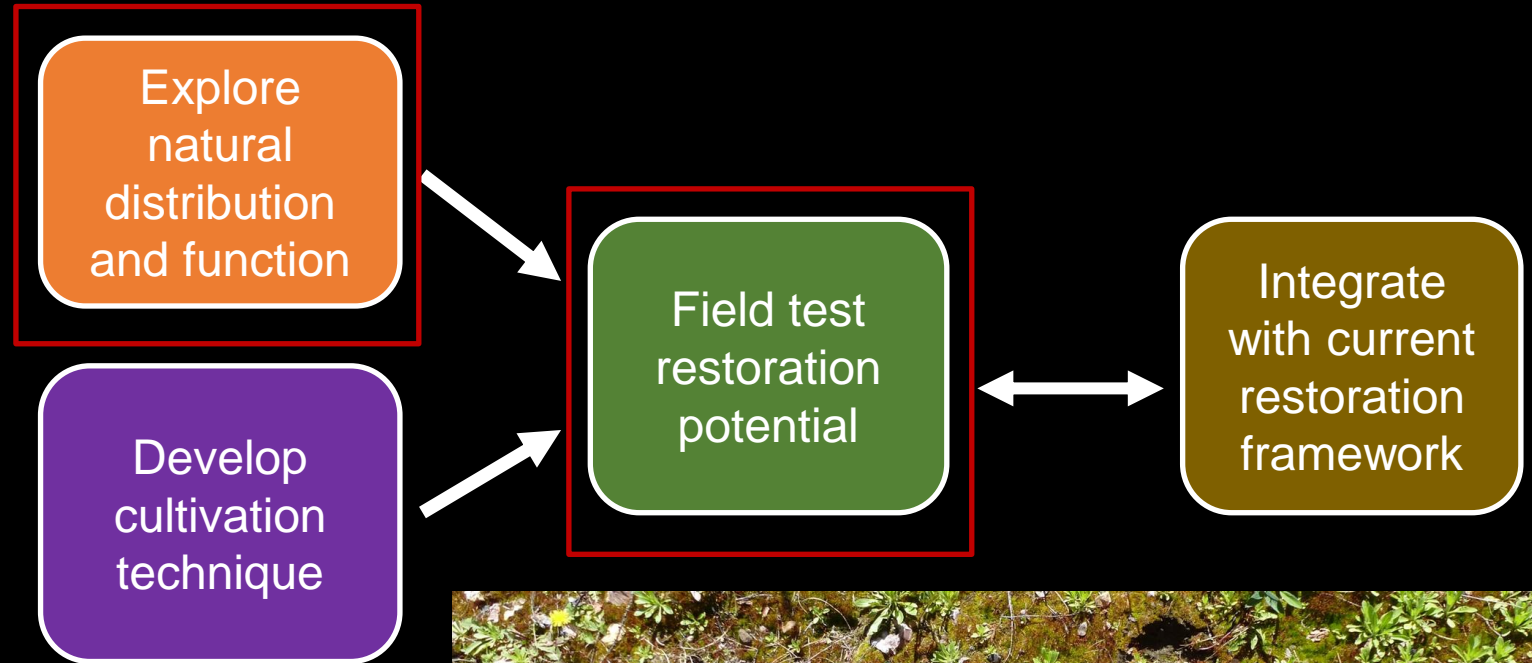 Explore
natural
distribution
and function
Develop
cultivation
technique
Field test
restoration
potential
Integrate
with current
restoration
framework